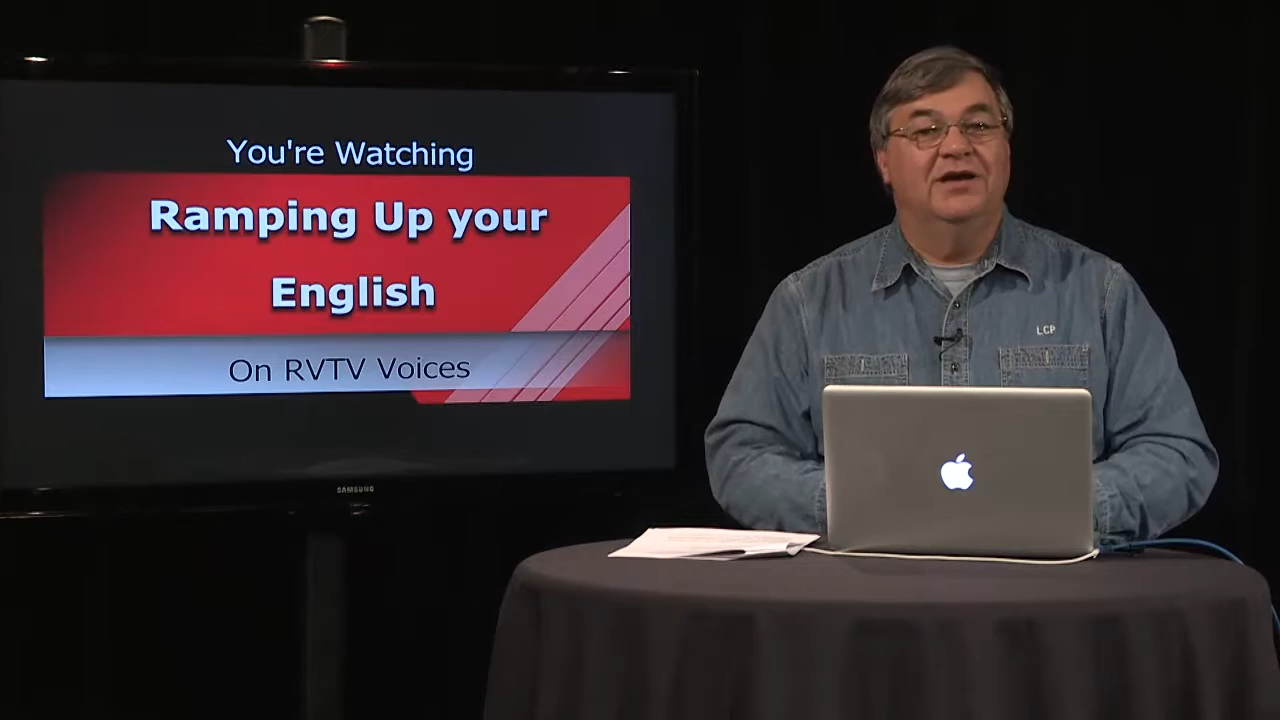 You're Watching
Ramping Up your
English
On RVTV Voices
SAMSUNG
LCP